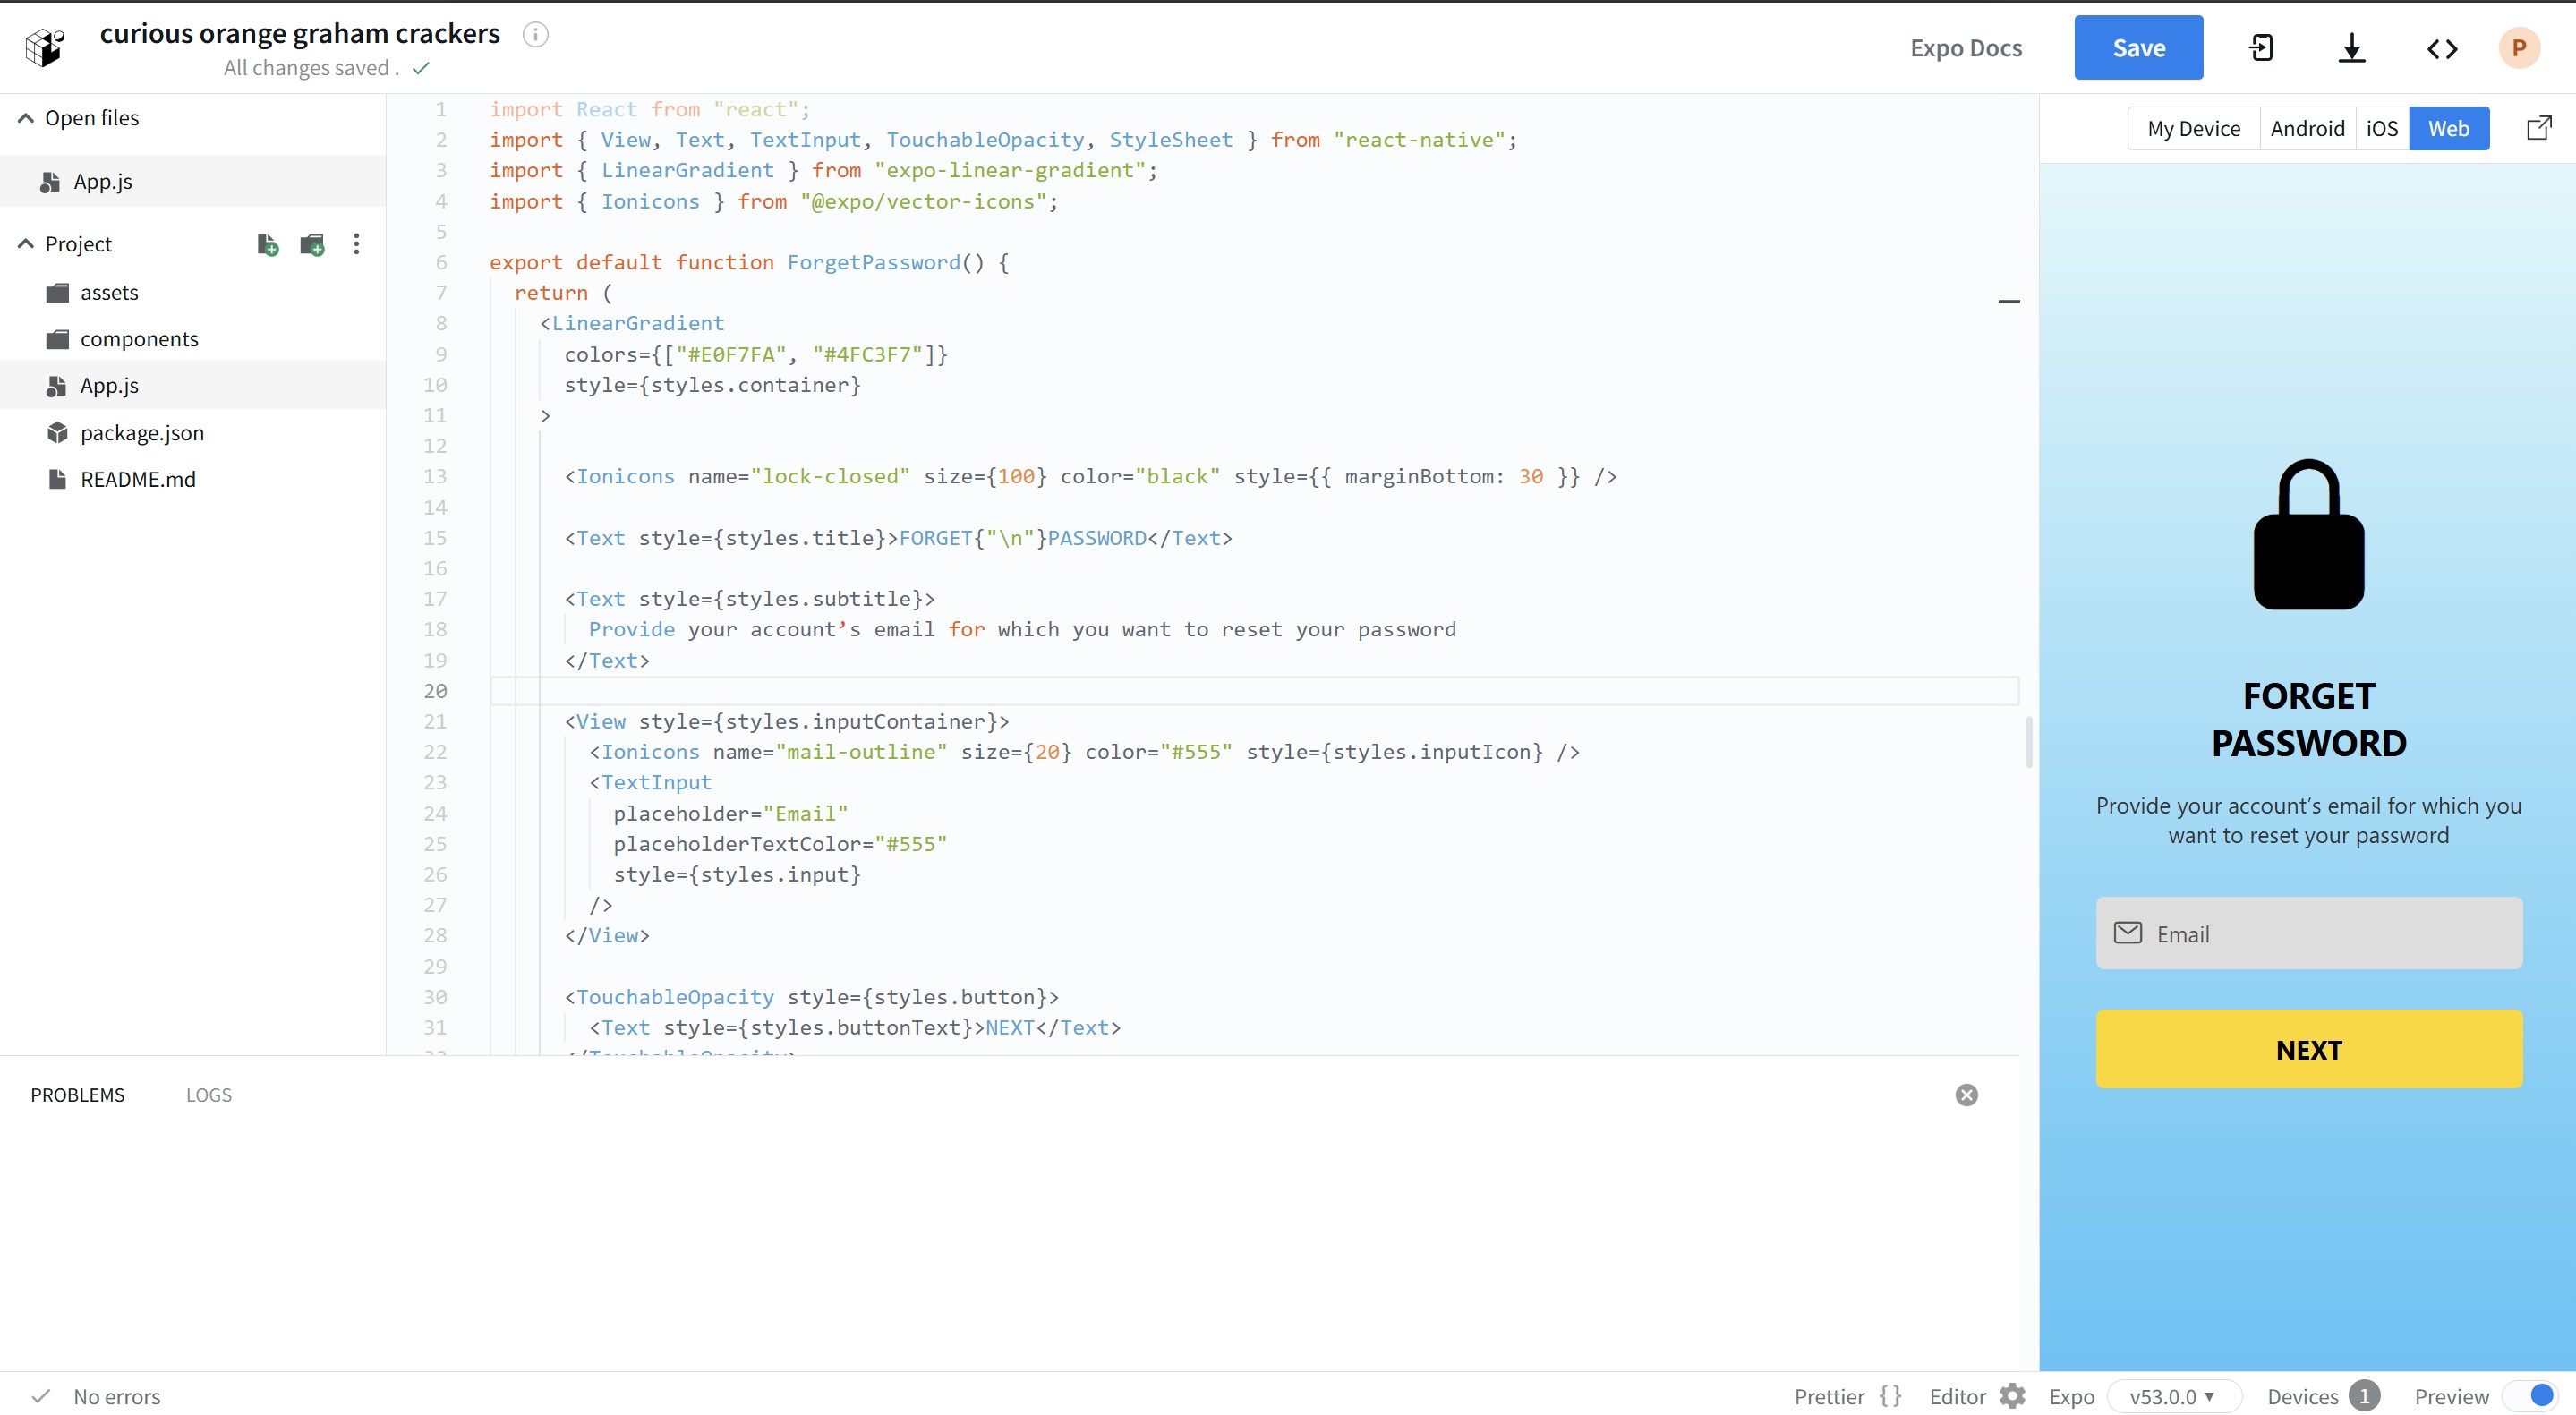 curious orange graham crackers
All changes saved .
Expo Docs
Save
P
Open files
App.js
Project
assets
components
App.js
package.json
README.md
1 import React from "react";
2 import { View, Text, TextInput, TouchableOpacity, StyleSheet } from "react-native";
3 import { LinearGradient } from "expo-linear-gradient";
4 import { Ionicons } from "@expo/vector-icons";
5
6 export default function ForgetPassword() {
7 return (
8 <LinearGradient
9 colors={["#E0F7FA", "#4FC3F7"]}
10 style={styles.container}
11 >
12
13 <Ionicons name="lock-closed" size={100} color="black" style={{ marginBottom: 30 }} />
14
15 <Text style={styles.title}>FORGET{"\n"}PASSWORD</Text>
16
17 <Text style={styles.subtitle}>
18 Provide your account’s email for which you want to reset your password
19 </Text>
20
21 <View style={styles.inputContainer}>
22 <Ionicons name="mail-outline" size={20} color="#555" style={styles.inputIcon} />
23 <TextInput
24 placeholder="Email"
25 placeholderTextColor="#555"
26 style={styles.input}
27 />
28 </View>
29
30 <TouchableOpacity style={styles.button}>
31 <Text style={styles.buttonText}>NEXT</Text>
32 </TouchableOpacity>
PROBLEMS LOGS
My Device Android iOS Web
FORGET
PASSWORD
Provide your account’s email for which you
want to reset your password
Email
NEXT
No errors
Prettier {} Editor Expo v53.0.0 Devices 1 Preview